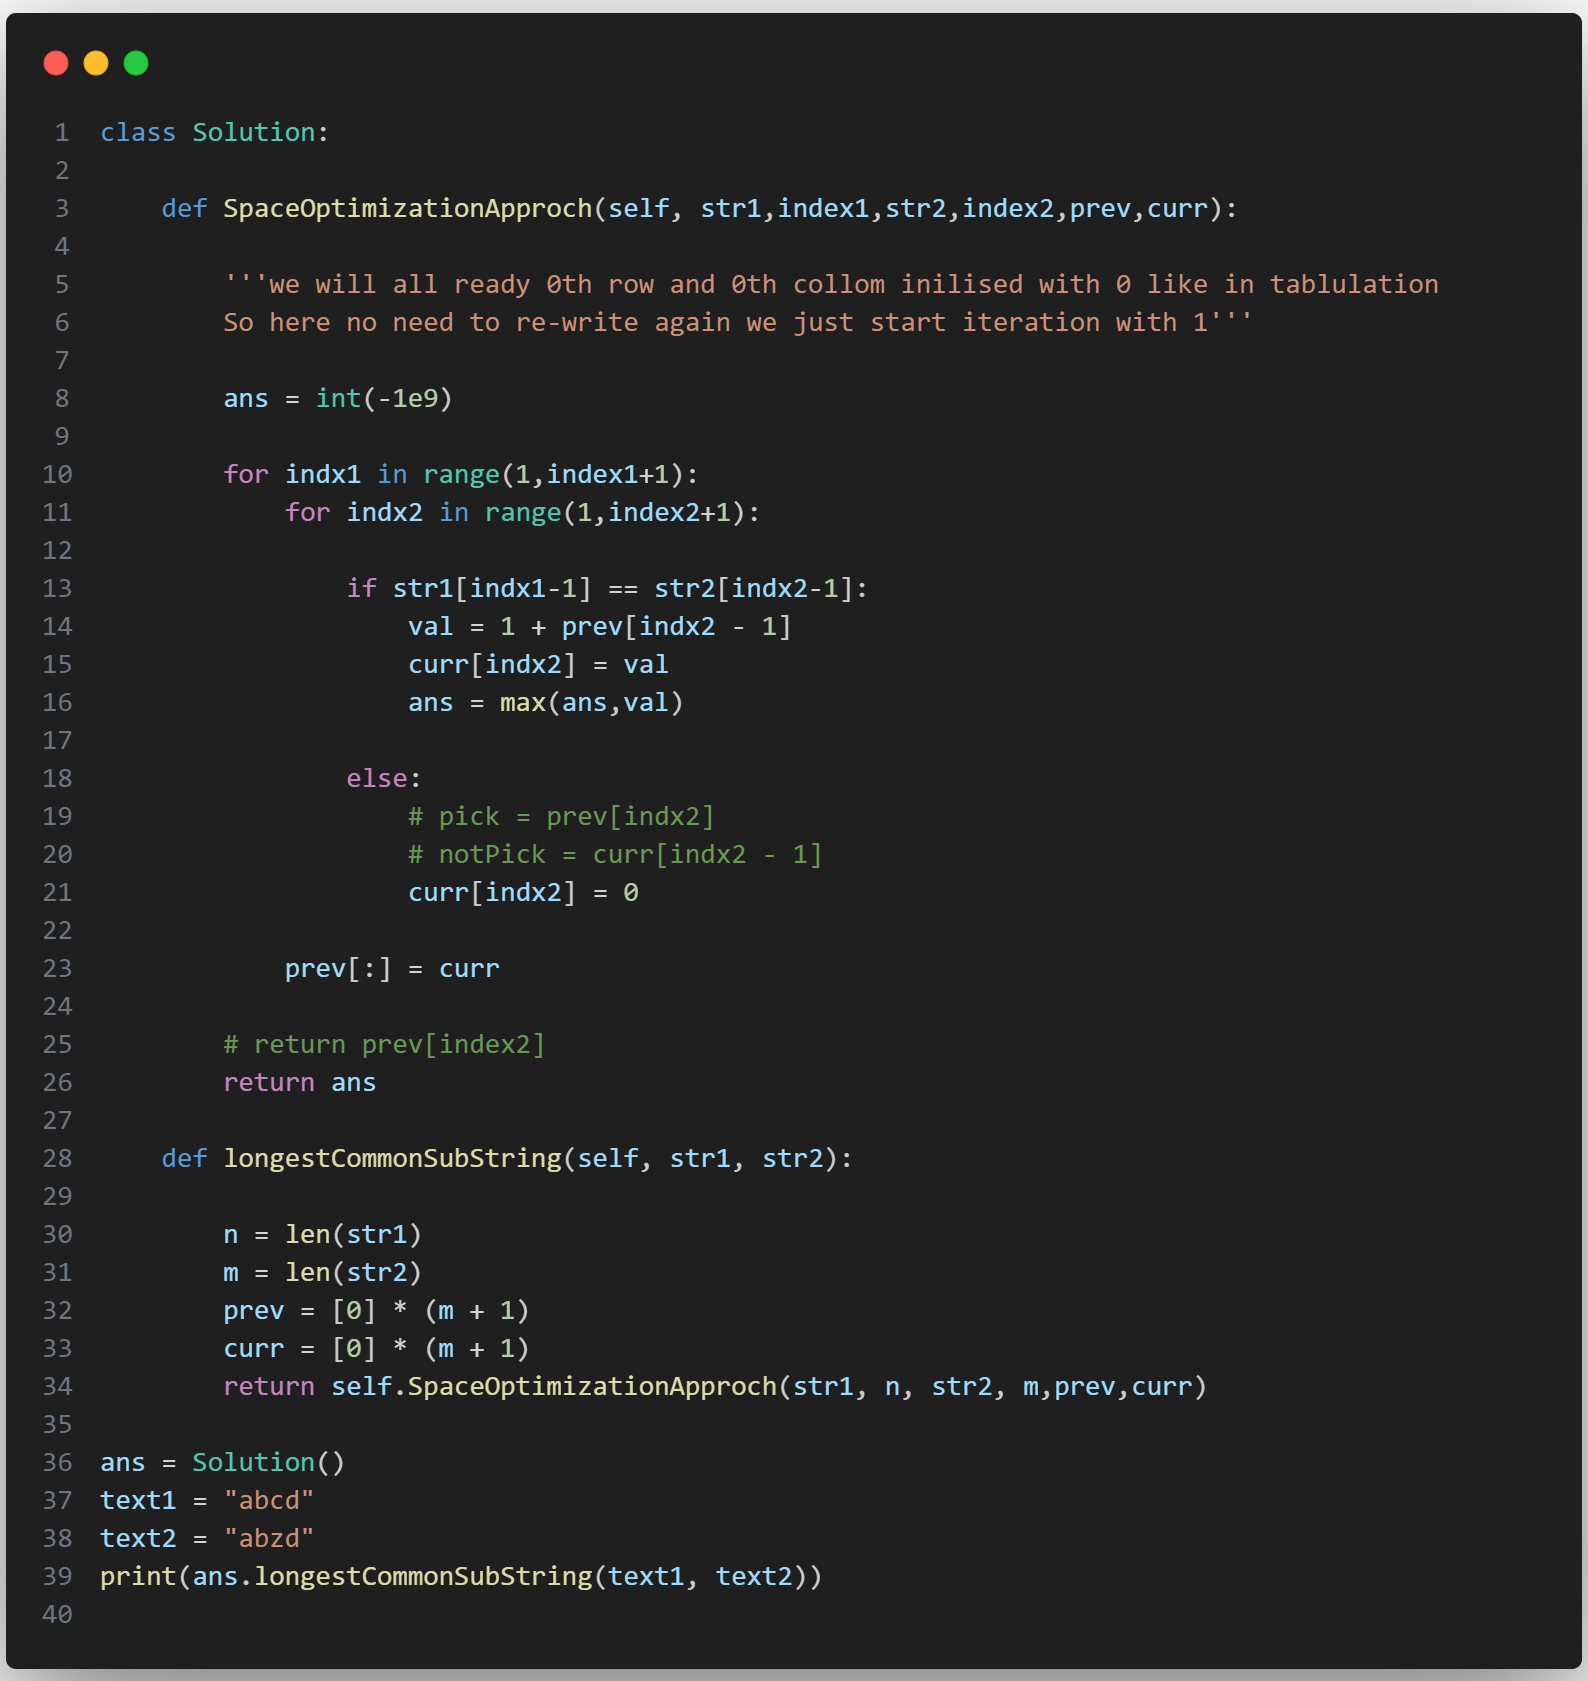 1 class Solution:
2
3     def SpaceOptimizationApproch(self, str1,index1,str2,index2,prev,curr):
4
5         '''we will all ready 0th row and 0th collom inilised with 0 like in tablulation
6         So here no need to re-write again we just start iteration with 1'''
7
8         ans = int(-1e9)
9
10         for indx1 in range(1,index1+1):
11             for indx2 in range(1,index2+1):
12
13                 if str1[indx1-1] == str2[indx2-1]:
14                     val = 1 + prev[indx2 - 1]
15                     curr[indx2] = val
16                     ans = max(ans,val)
17
18                 else:
19                     # pick = prev[indx2]
20                     # notPick = curr[indx2 - 1]
21                     curr[indx2] = 0
22
23             prev[:] = curr
24
25         # return prev[index2]
26         return ans
27
28     def longestCommonSubString(self, str1, str2):
29
30         n = len(str1)
31         m = len(str2)
32         prev = [0] * (m + 1)
33         curr = [0] * (m + 1)
34         return self.SpaceOptimizationApproch(str1, n, str2, m,prev,curr)
35
36 ans = Solution()
37 text1 = "abcd"
38 text2 = "abzd"
39 print(ans.longestCommonSubString(text1, text2))
40